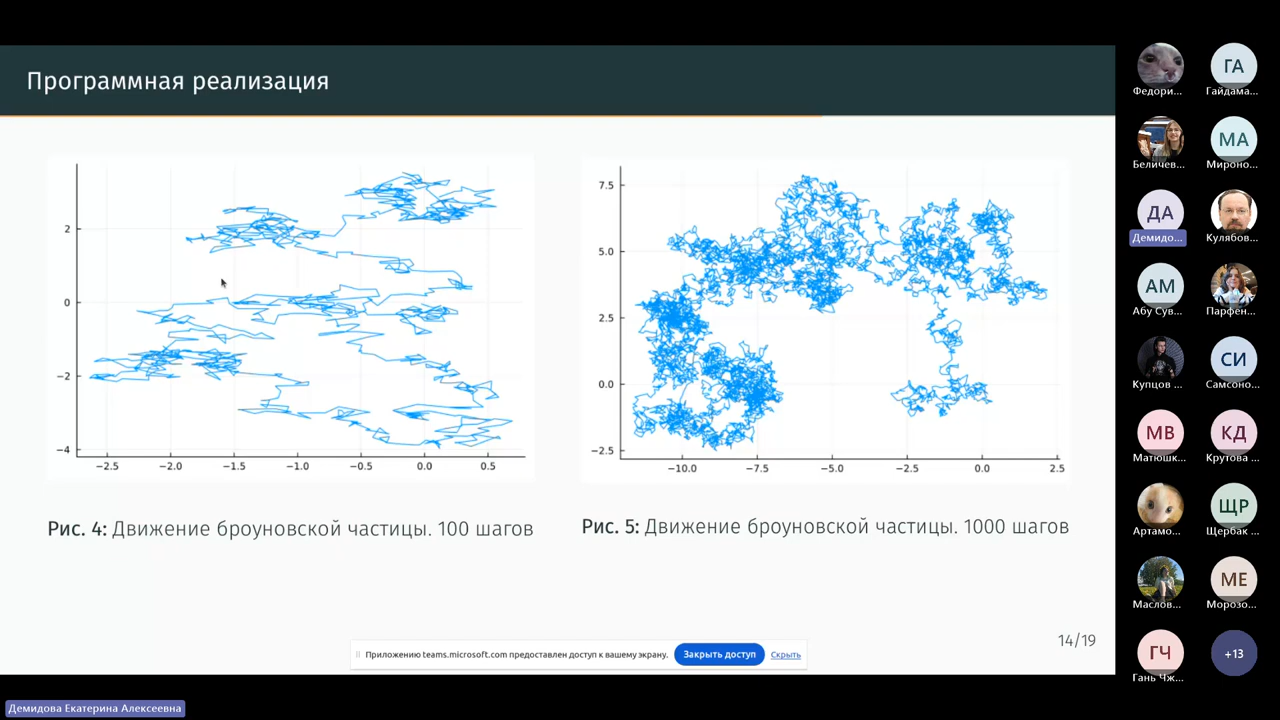 Программная реализация
2
0
−2
−4
−2.5 −2.0 −1.5 −1.0 −0.5 0.0 0.5
7.5
5.0
2.5
0.0
−2.5
−10.0 −7.5 −5.0 −2.5 0.0 2.5
Рис. 4: Движение броуновской частицы. 100 шагов
Рис. 5: Движение броуновской частицы. 1000 шагов
14/19
Приложению teams.microsoft.com предоставлен доступ к вашему экрану. Закрыть доступ Скрыть
ГА
Федори... Гайдама...
МА
Беличев... Мироно...
ДА
Демидо... Кулябов...
АМ
Абу Сув... Парфён...
СИ
Купцов ... Самсоно...
МВ КД
Матюшк... Крутова ...
ЩР
Артамо... Щербак ...
МЕ
Маслов... Морозо...
ГЧ +13
Гань Чж...
Демидова Екатерина Алексеевна